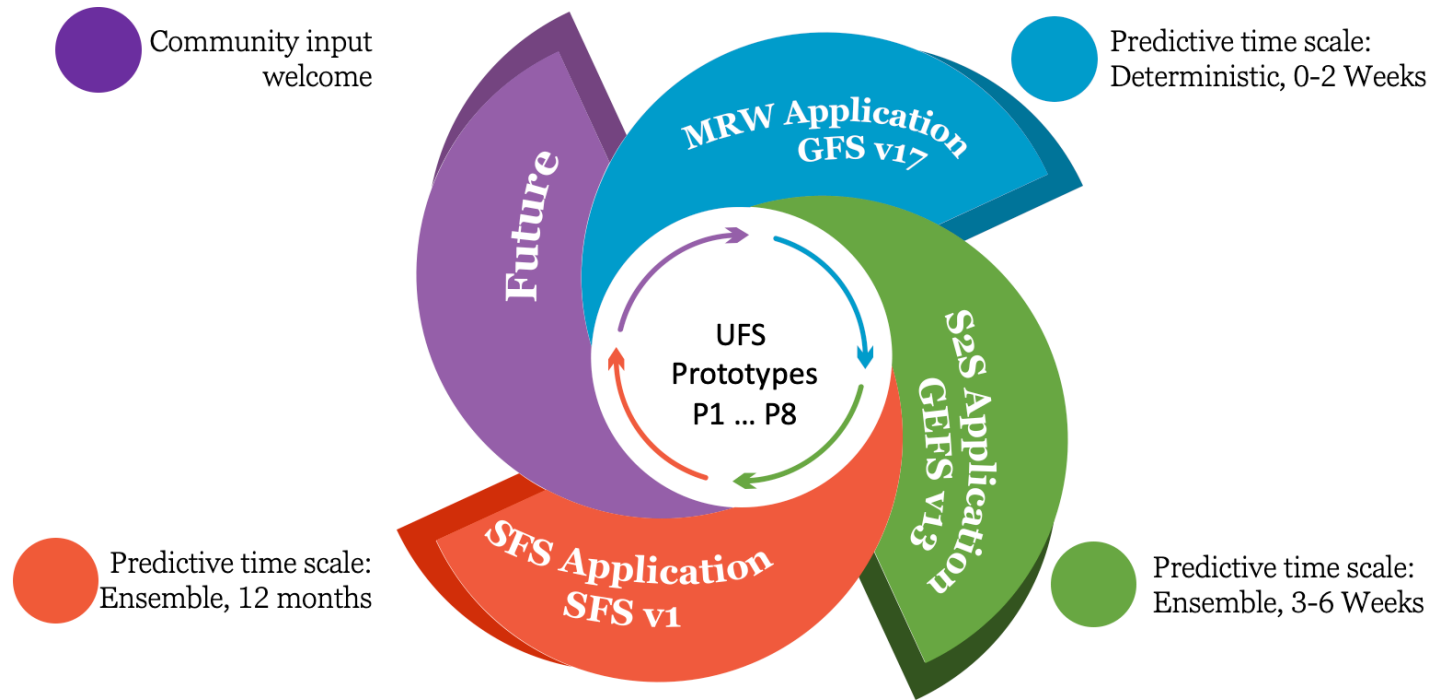 Community input
welcome
MRW Application
GFS v17
Predictive time scale:
Deterministic, 0-2 Weeks
Future
UFS
Prototypes
P1 ... P8
S2S Application
GEFS v13
SFS Application
SFS v1
Predictive time scale:
Ensemble, 12 months
Predictive time scale:
Ensemble, 3-6 Weeks